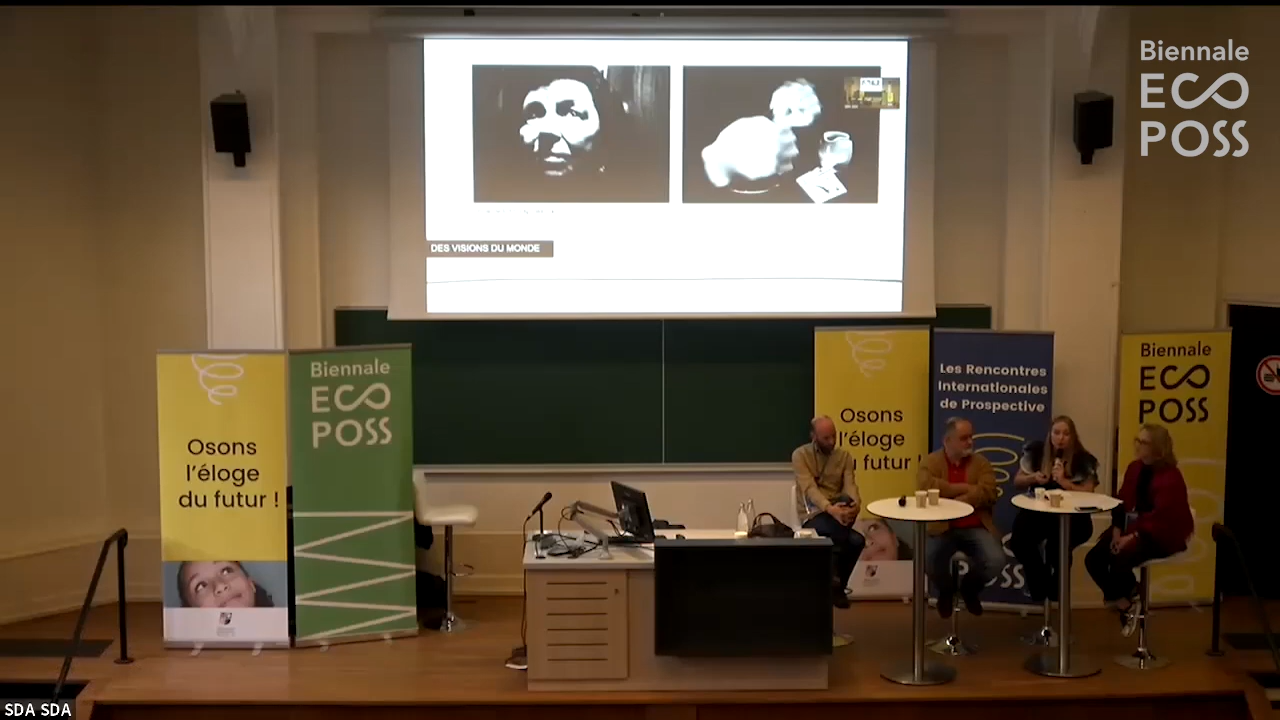 Biennale
ECO
POSS
DES VISIONS DU MONDE
Osons
l'éloge
du futur !
Biennale
ECO
POSS
Osons
l'éloge
u futur !
Les Rencontres
Internationales
de Prospective
POSS
Biennale
ECO
POSS
SDA SDA